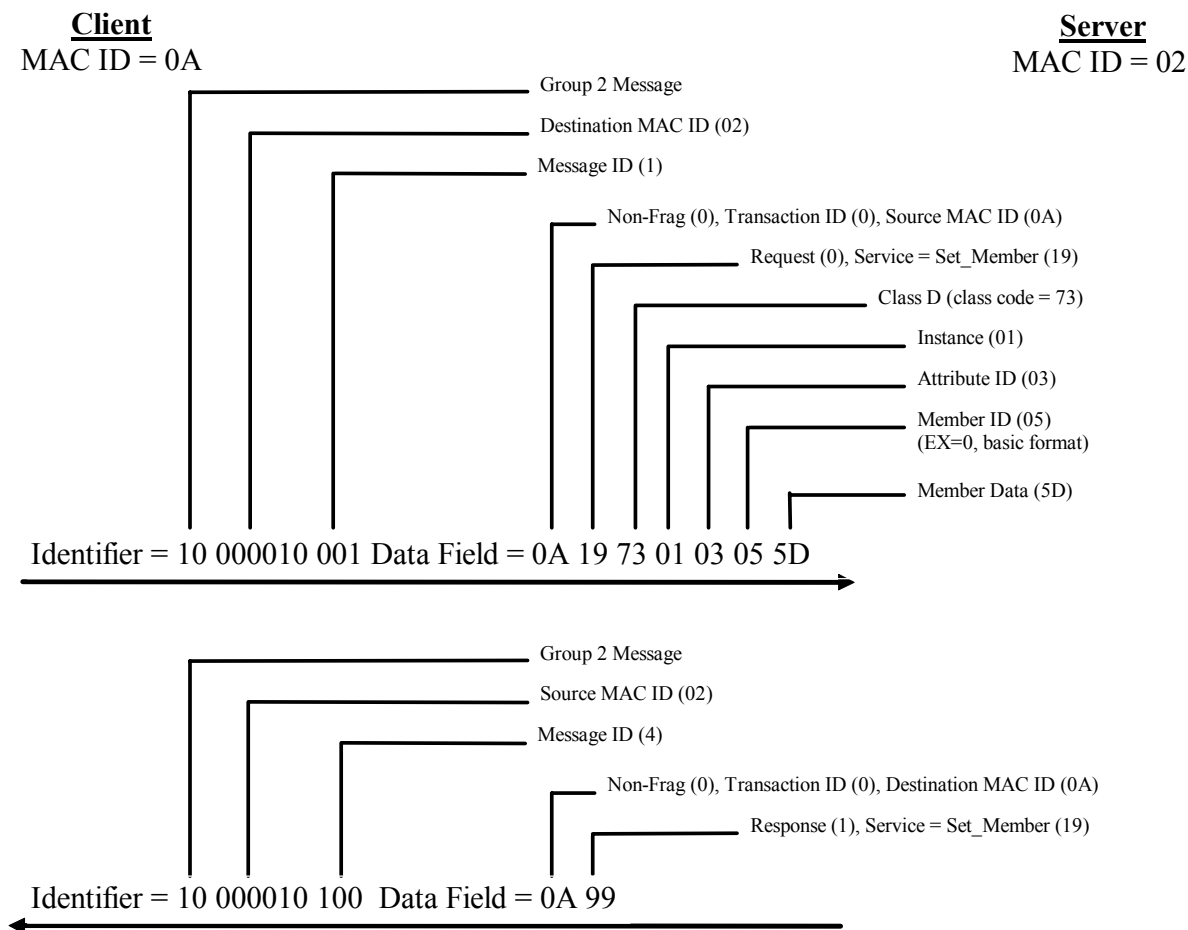 Client
MAC ID = 0A
Server
MAC ID = 02
Group 2 Message
Destination MAC ID (02)
Message ID (1)
Non-Frag (0), Transaction ID (0), Source MAC ID (0A)
Request (0), Service = Set_Member (19)
Class D (class code = 73)
Instance (01)
Attribute ID (03)
Member ID (05)
(EX=0, basic format)
Member Data (5D)
Identifier = 10 000010 001 Data Field = 0A 19 73 01 03 05 5D
Group 2 Message
Source MAC ID (02)
Message ID (4)
Non-Frag (0), Transaction ID (0), Destination MAC ID (0A)
Response (1), Service = Set_Member (19)
Identifier = 10 000010 100 Data Field = 0A 99